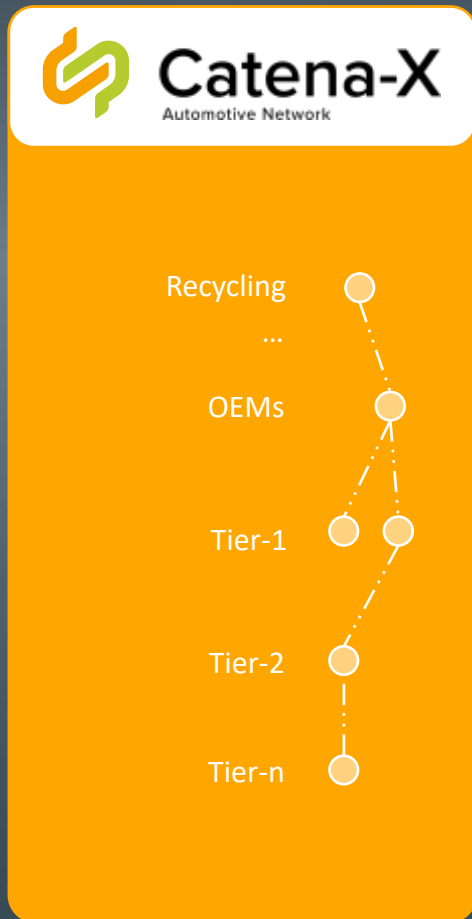 Catena-X
Automotive Network
Recycling
...
OEMs
Tier-1
Tier-2
Tier-n